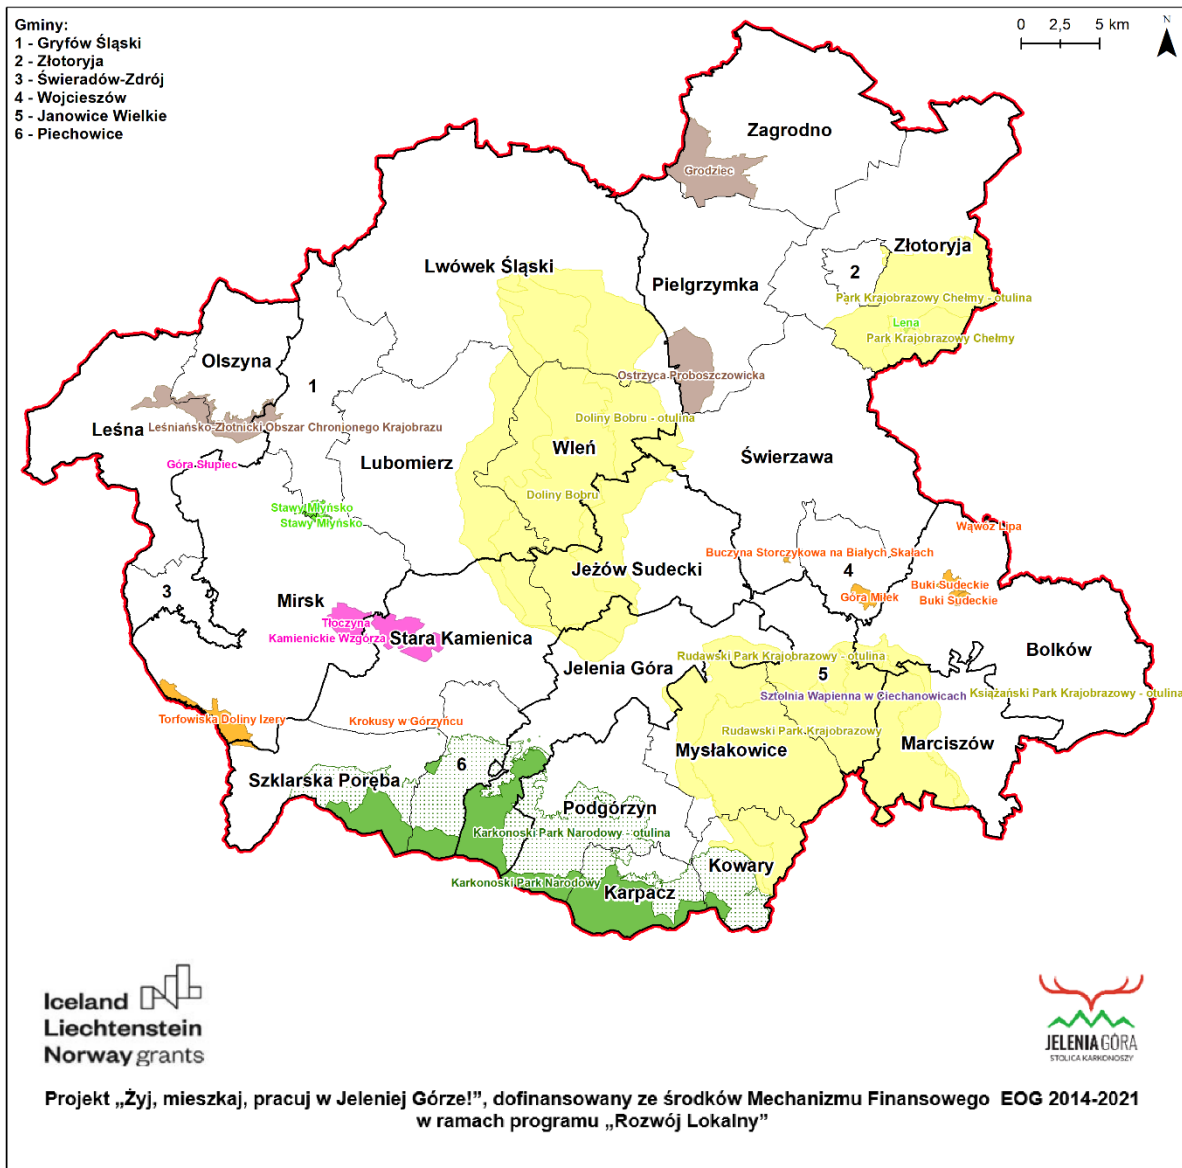 Gminy:
1 - Gryfów Śląski
2 - Złotoryja
3 - Świeradów-Zdrój
4 - Wojcieszów
5 - Janowice Wielkie
6 - Piechowice
0 2,5 5 km
N
Zagrodno
Grodziec
Złotoryja
Lwówek Śląski
2
Pielgrzymka
Park Krajobrazowy Chełmy - otulina
Lena
Park Krajobrazowy Chełmy
Olszyna
1
Ostrzyca Proboszczowicka
Leśna
Leśniańsko-Złotnicki Obszar Chronionego Krajobrazu
Doliny Bobru - otulina
Wleń
Świerzawa
Góra Słupiec
Lubomierz
Doliny Bobru
Stawy Młyńsko
Stawy Młyńsko
Wąwóz Lipa
Buczyna Storczykowa na Białych Skałach
Jeżów Sudecki
4
3
Buki Sudeckie
Góra Miłek
Buki Sudeckie
Mirsk
Tłoczyna
Kamienickie Wzgórza
Stara Kamienica
Bolków
Rudawski Park Krajobrazowy - otulina
Jelenia Góra
5
Sztolnia Wapienna w Ciechanowicach
Książański Park Krajobrazowy - otulina
Torfowiska Doliny Izery
Krokusy w Górzyńcu
Rudawski Park Krajobrazowy
Mysłakowice
Marciszów
6
Szklarska Poręba
Podgórzyn
Karkonoski Park Narodowy - otulina
Kowary
Karkonoski Park Narodowy
Karpacz
Iceland
Liechtenstein
Norway grants
JELENIA GÓRA
STOLICA KARKONOSZY
Projekt „Żyj, mieszkaj, pracuj w Jeleniej Górze!”, dofinansowany ze środków Mechanizmu Finansowego EOG 2014-2021
w ramach programu „Rozwój Lokalny”